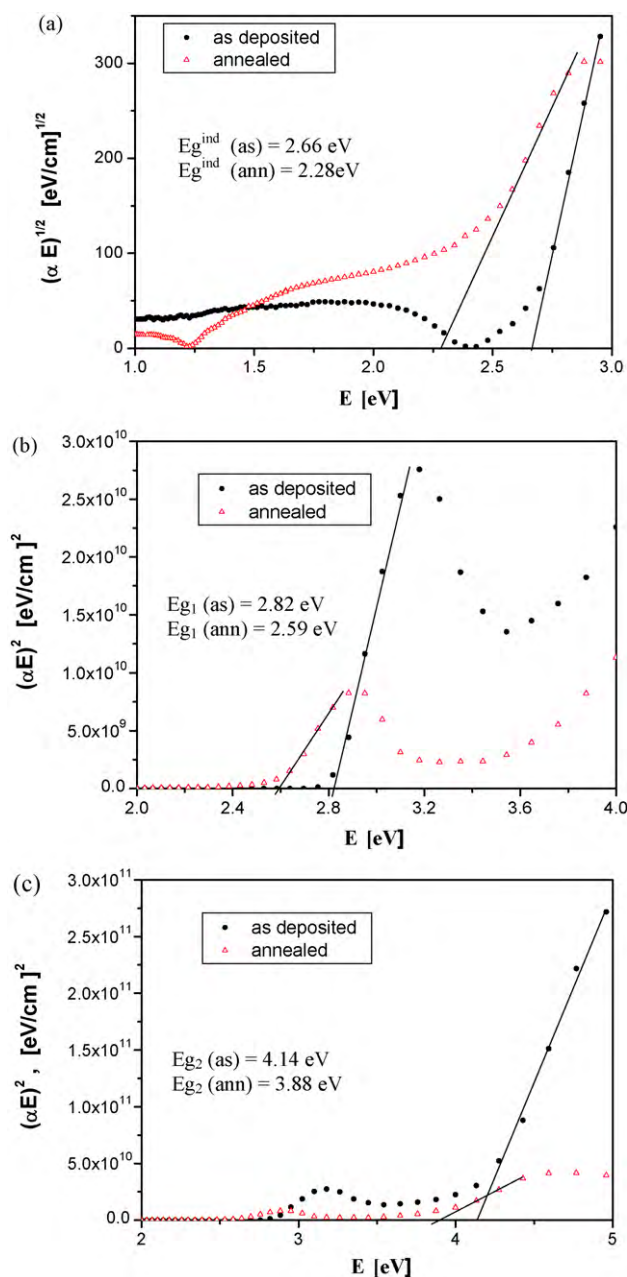 (a)
as deposited
annealed
300
200
100
0
Eg^ind (as) = 2.66 eV
Eg^ind (ann) = 2.28eV
(α E)^1/2 [eV/cm]^1/2
1.0 1.5 2.0 2.5 3.0
E [eV]
(b)
as deposited
annealed
3.0x10^10
2.5x10^10
2.0x10^10
1.5x10^10
1.0x10^10
5.0x10^9
0.0
Eg₁ (as) = 2.82 eV
Eg₁ (ann) = 2.59 eV
(αE)^2 [eV/cm]^2
2.0 2.4 2.8 3.2 3.6 4.0
E [eV]
(c)
as deposited
annealed
3.0x10^11
2.5x10^11
2.0x10^11
1.5x10^11
1.0x10^11
5.0x10^10
0.0
Eg₂ (as) = 4.14 eV
Eg₂ (ann) = 3.88 eV
(αE)^2 , [eV/cm]^2
2 3 4 5
E [eV]